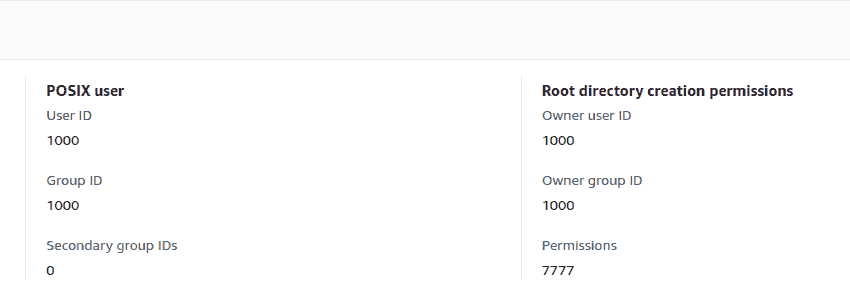 POSIX user
User ID
1000
Group ID
1000
Secondary group IDs
0
Root directory creation permissions
Owner user ID
1000
Owner group ID
1000
Permissions
7777